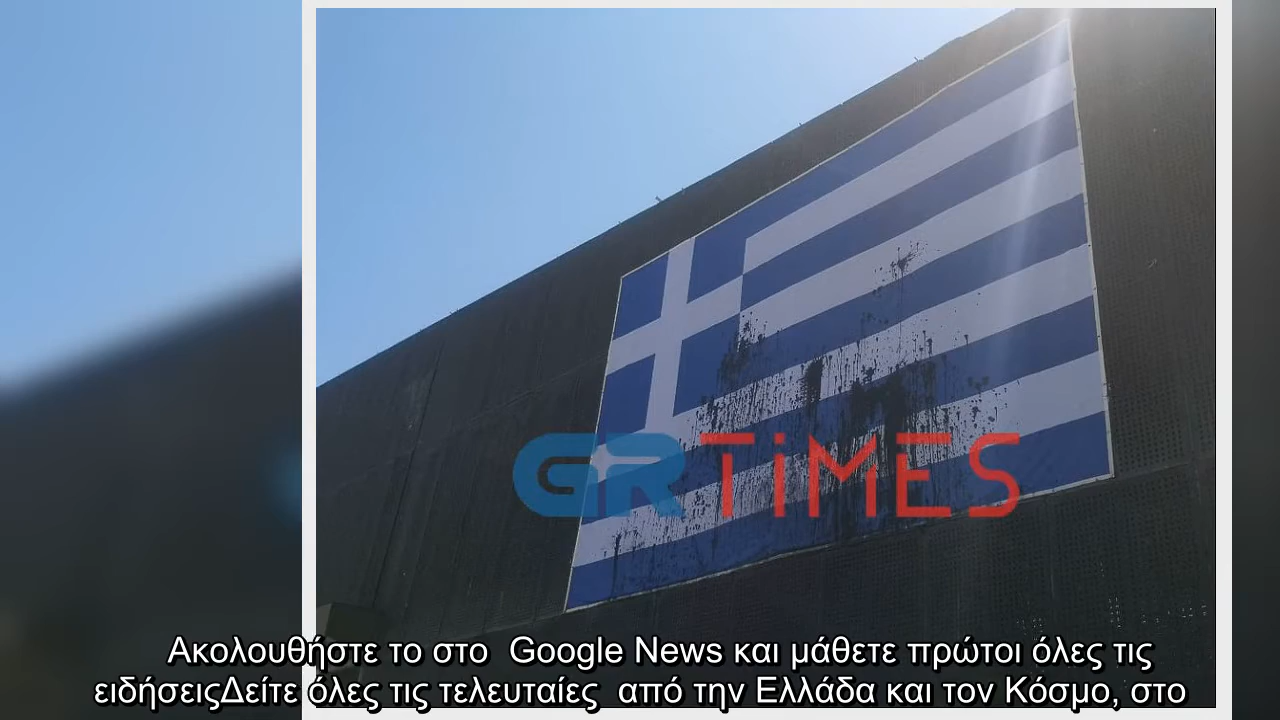 GRTiMES
Ακολουθήστε το στο Google News και μάθετε πρώτοι όλες τις
ειδήσειςΔείτε όλες τις τελευταίες από την Ελλάδα και τον Κόσμο, στο